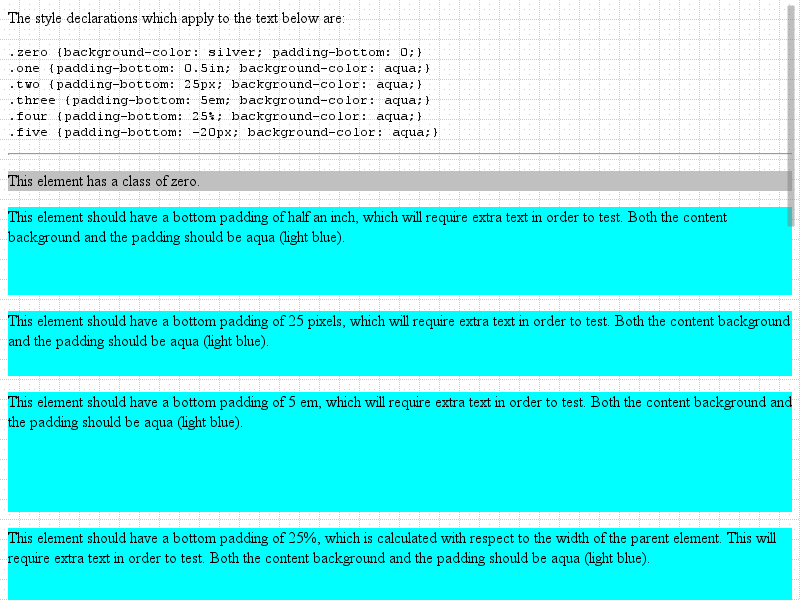 The style declarations which apply to the text below are:
.zero {background-color: silver; padding-bottom: 0;}
.one {padding-bottom: 0.5in; background-color: aqua;}
.two {padding-bottom: 25px; background-color: aqua;}
.three {padding-bottom: 5em; background-color: aqua;}
.four {padding-bottom: 25%; background-color: aqua;}
.five {padding-bottom: -20px; background-color: aqua;}
This element has a class of zero.
This element should have a bottom padding of half an inch, which will require extra text in order to test. Both the content
background and the padding should be aqua (light blue).
This element should have a bottom padding of 25 pixels, which will require extra text in order to test. Both the content background
and the padding should be aqua (light blue).
This element should have a bottom padding of 5 em, which will require extra text in order to test. Both the content background and
the padding should be aqua (light blue).
This element should have a bottom padding of 25%, which is calculated with respect to the width of the parent element. This will
require extra text in order to test. Both the content background and the padding should be aqua (light blue).